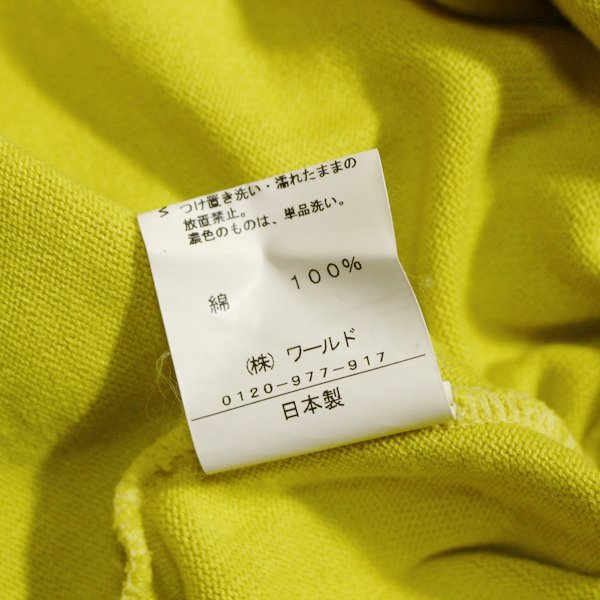 つけ置き洗い・濡れたままの
放置禁止。
濃色のものは、単品洗い。
綿 100%
(株) ワールド
0120-977-917
日本製